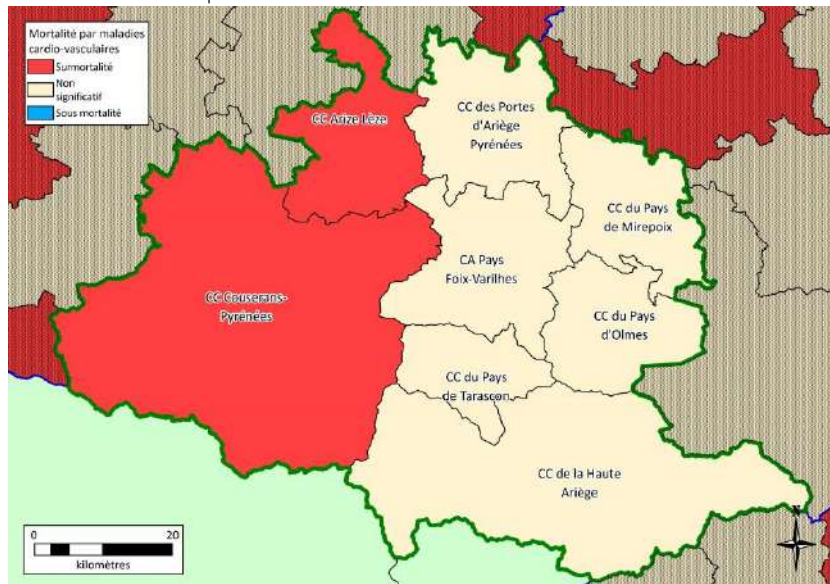 Mortalité par maladies
cardio-vasculaires
Surmortalité
Non
significatif
Sous mortalité
CC Arize Lèze
CC des Portes
d'Ariège
Pyrénées
CC du Pays
de Mirepoix
CA Pays
Foix-Varilhes
CC Couserans-
Pyrénées
CC du Pays
d'Olmes
CC du Pays
de Tarascon
CC de la Haute
Ariège
N
0 20
kilomètres